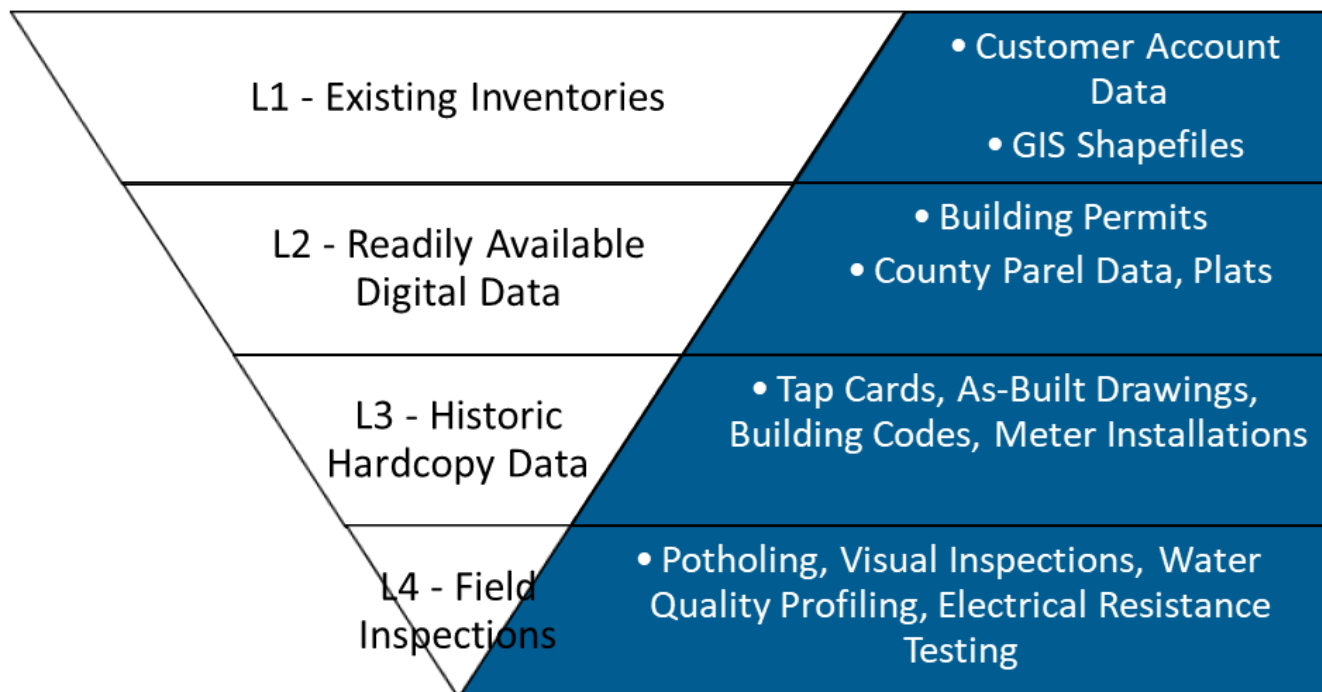 L1 - Existing Inventories
• Customer Account
Data
• GIS Shapefiles
L2 - Readily Available
Digital Data
• Building Permits
• County Parel Data, Plats
L3 - Historic
Hardcopy Data
• Tap Cards, As-Built Drawings,
Building Codes, Meter Installations
L4 - Field
Inspections
• Potholing, Visual Inspections, Water
Quality Profiling, Electrical Resistance
Testing